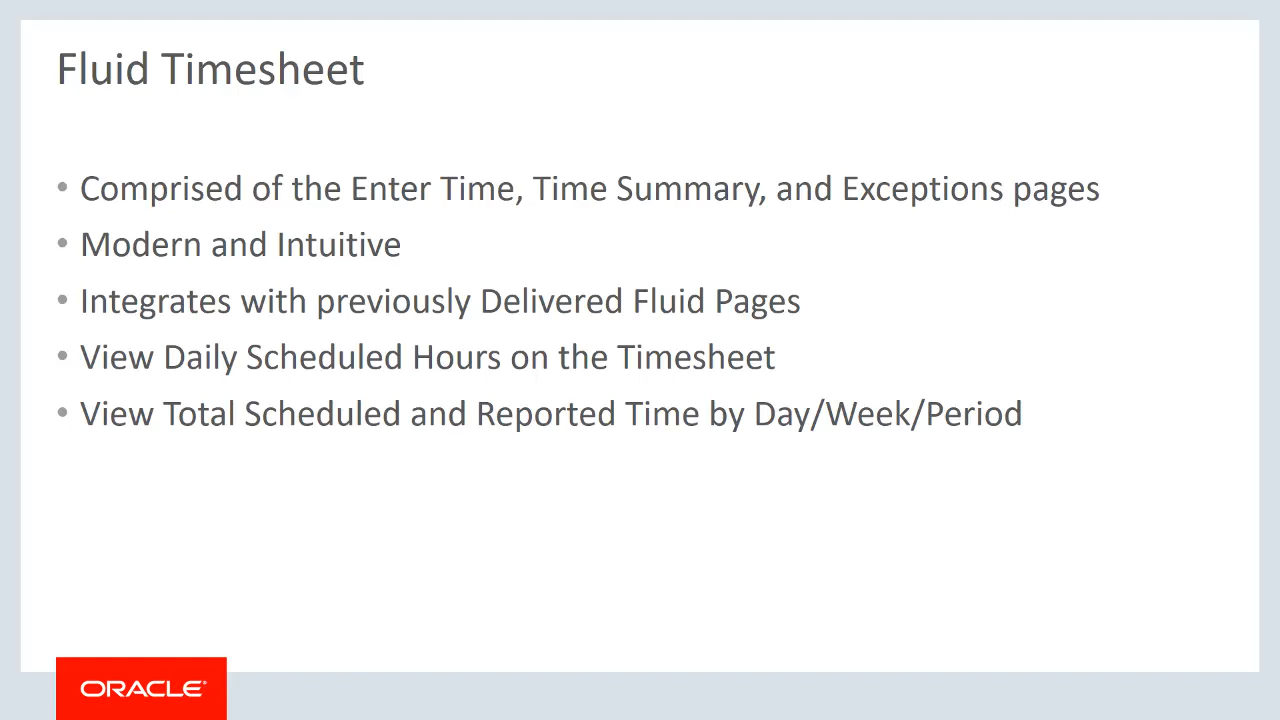 Fluid Timesheet
• Comprised of the Enter Time, Time Summary, and Exceptions pages
• Modern and Intuitive
• Integrates with previously Delivered Fluid Pages
• View Daily Scheduled Hours on the Timesheet
• View Total Scheduled and Reported Time by Day/Week/Period
ORACLE®